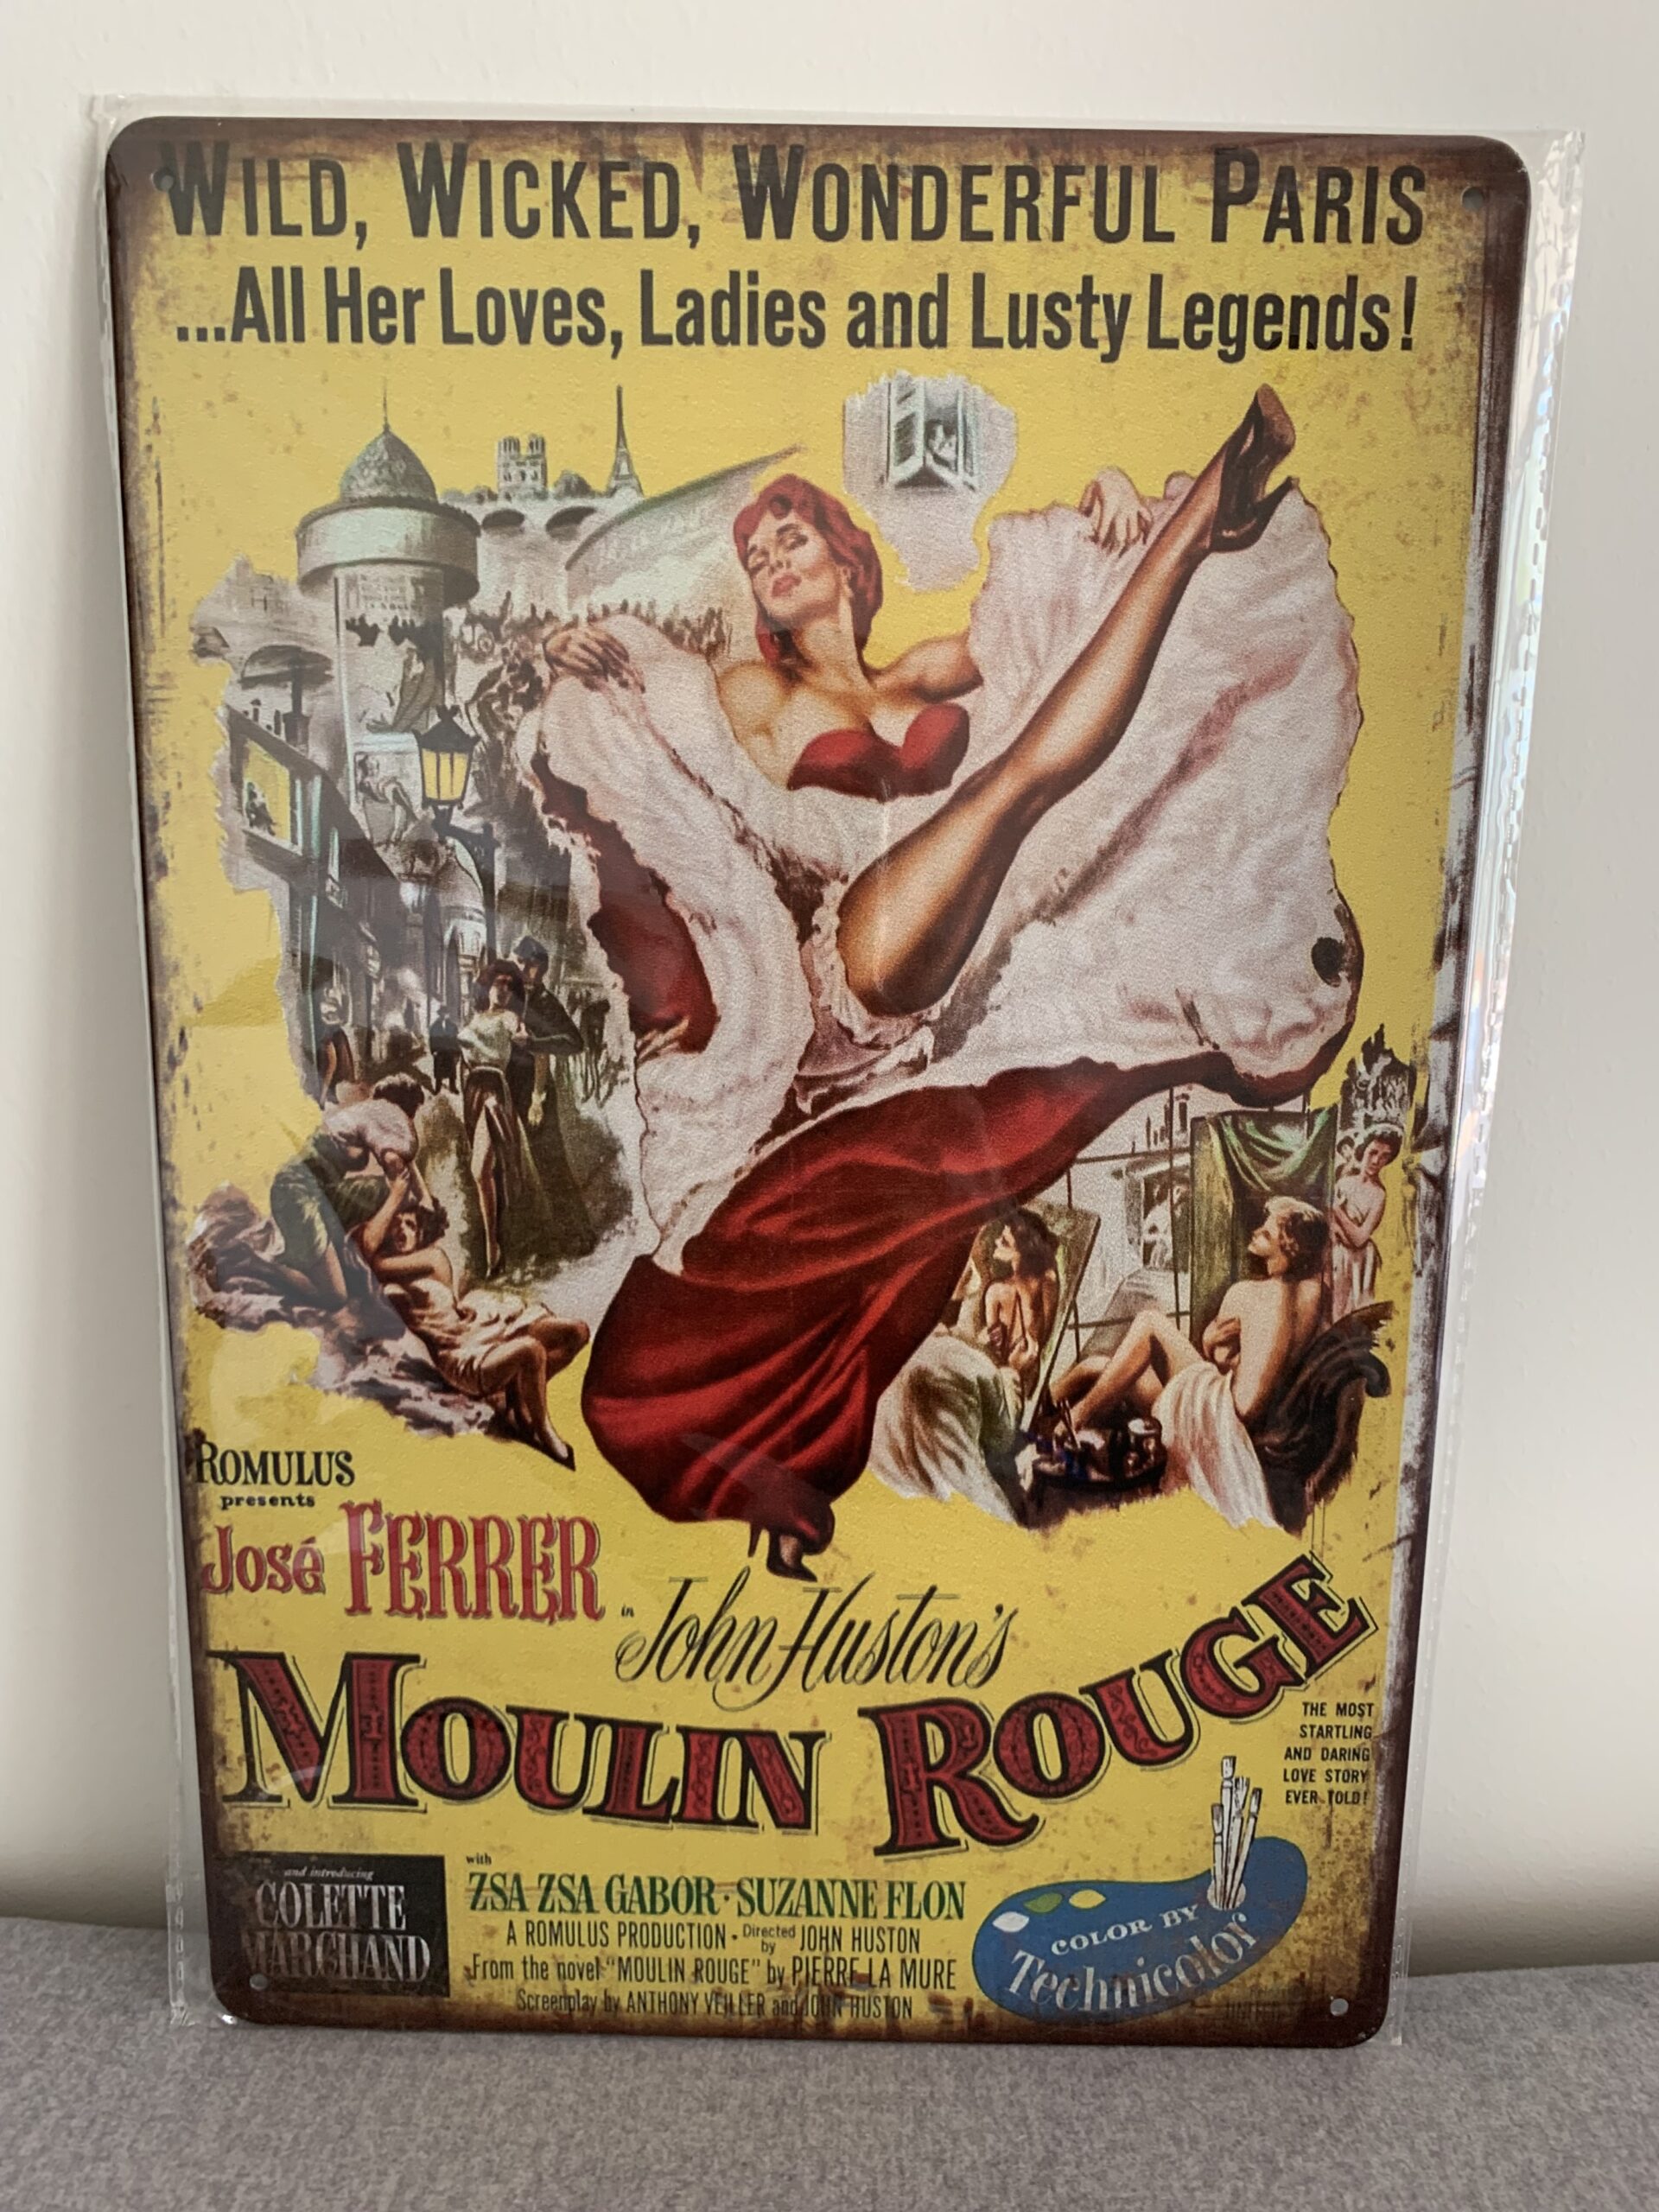 WILD, WICKED, WONDERFUL PARIS
...All Her Loves, Ladies and Lusty Legends!
ROMULUS
presents
José FERRER
in John Huston's
MOULIN ROUGE
THE MOST
STARTLING
AND DARING
LOVE STORY
EVER TOLD!
and introducing
COLETTE
MARCHAND
with
ZSA ZSA GABOR · SUZANNE FLON
A ROMULUS PRODUCTION · Directed by JOHN HUSTON
From the novel "MOULIN ROUGE" by PIERRE LA MURE
Screenplay by ANTHONY VEILLER and JOHN HUSTON
COLOR BY
Technicolor